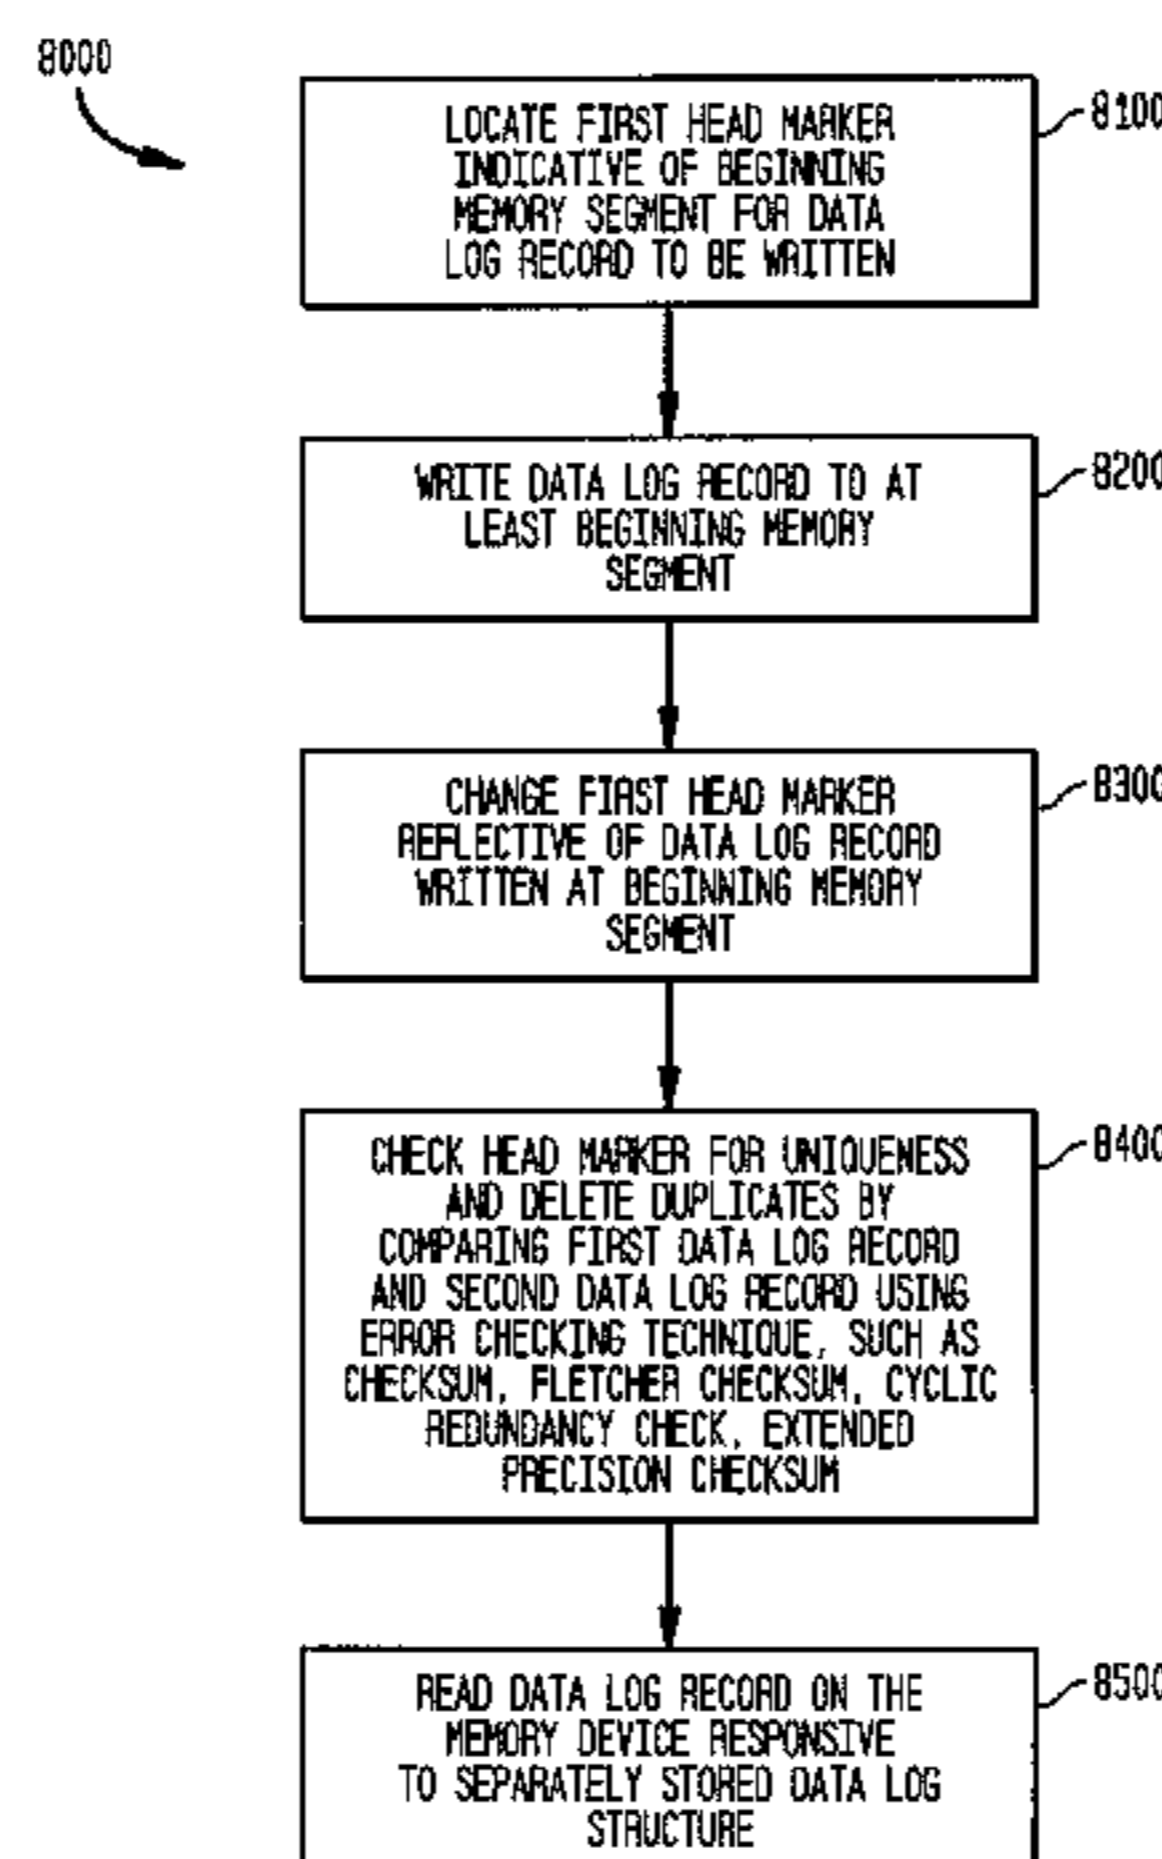 8000
LOCATE FIRST HEAD MARKER
INDICATIVE OF BEGINNING
MEMORY SEGMENT FOR DATA
LOG RECORD TO BE WRITTEN
8100
WRITE DATA LOG RECORD TO AT
LEAST BEGINNING MEMORY
SEGMENT
8200
CHANGE FIRST HEAD MARKER
REFLECTIVE OF DATA LOG RECORD
WRITTEN AT BEGINNING MEMORY
SEGMENT
8300
CHECK HEAD MARKER FOR UNIQUENESS
AND DELETE DUPLICATES BY
COMPARING FIRST DATA LOG RECORD
AND SECOND DATA LOG RECORD USING
ERROR CHECKING TECHNIQUE, SUCH AS
CHECKSUM, FLETCHER CHECKSUM, CYCLIC
REDUNDANCY CHECK, EXTENDED
PRECISION CHECKSUM
8400
READ DATA LOG RECORD ON THE
MEMORY DEVICE RESPONSIVE
TO SEPARATELY STORED DATA LOG
STRUCTURE
8500